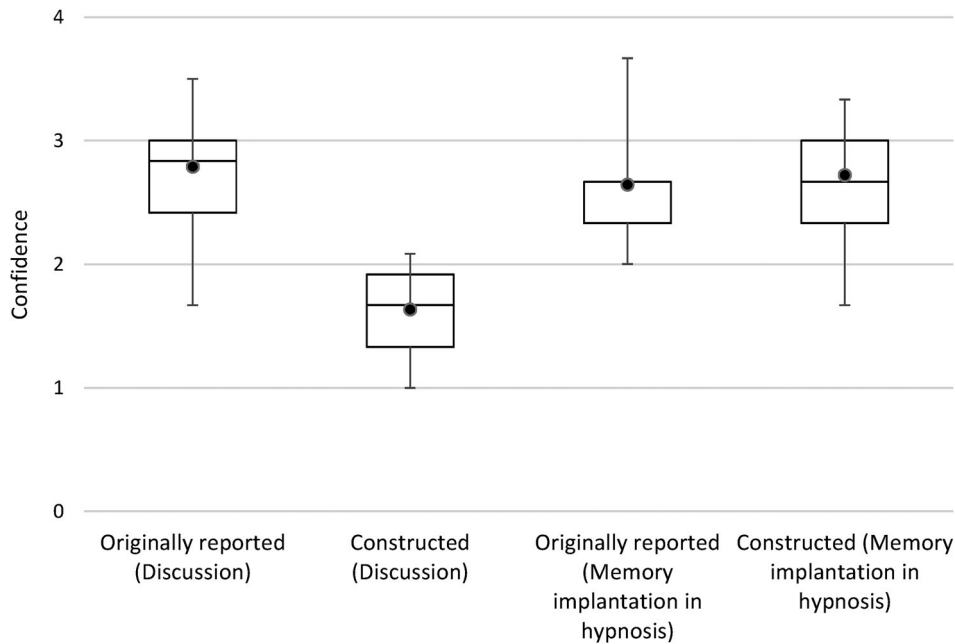 4
3
2
1
0
Confidence
Originally reported
(Discussion)
Constructed
(Discussion)
Originally reported
(Memory
implantation in
hypnosis)
Constructed (Memory
implantation in
hypnosis)